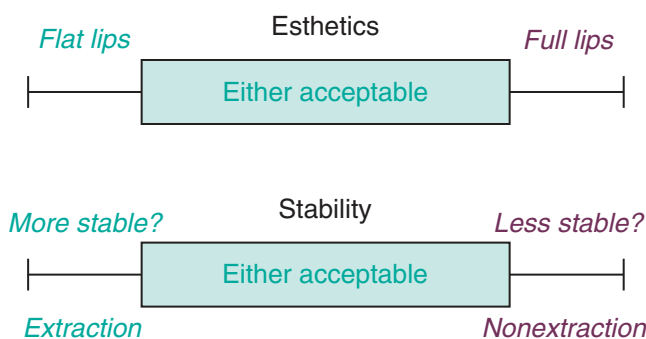 Esthetics
Flat lips
Full lips
Either acceptable
Stability
More stable?
Less stable?
Either acceptable
Extraction
Nonextraction